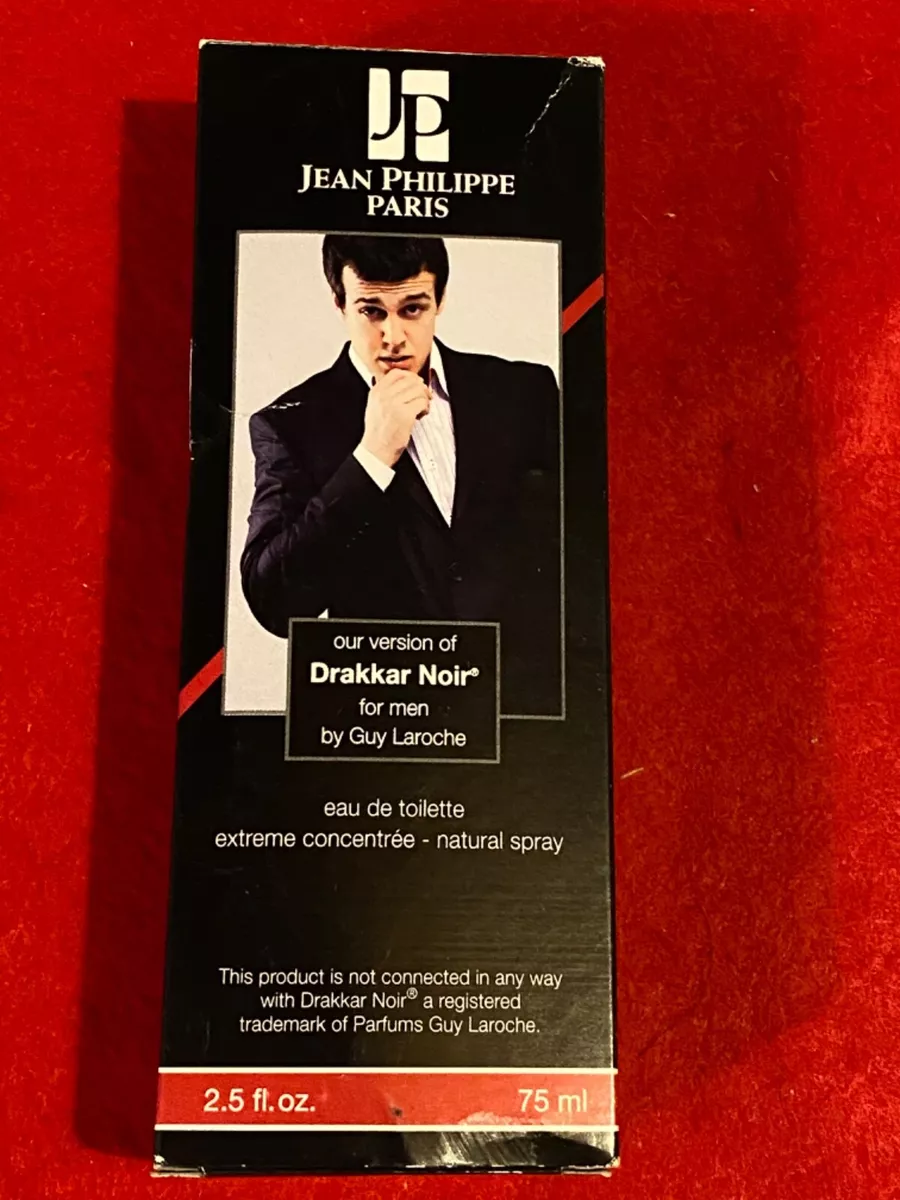 JP
JEAN PHILIPPE
PARIS
our version of
Drakkar Noir®
for men
by Guy Laroche
eau de toilette
extreme concentrée - natural spray
This product is not connected in any way
with Drakkar Noir® a registered
trademark of Parfums Guy Laroche.
2.5 fl.oz. 75 ml